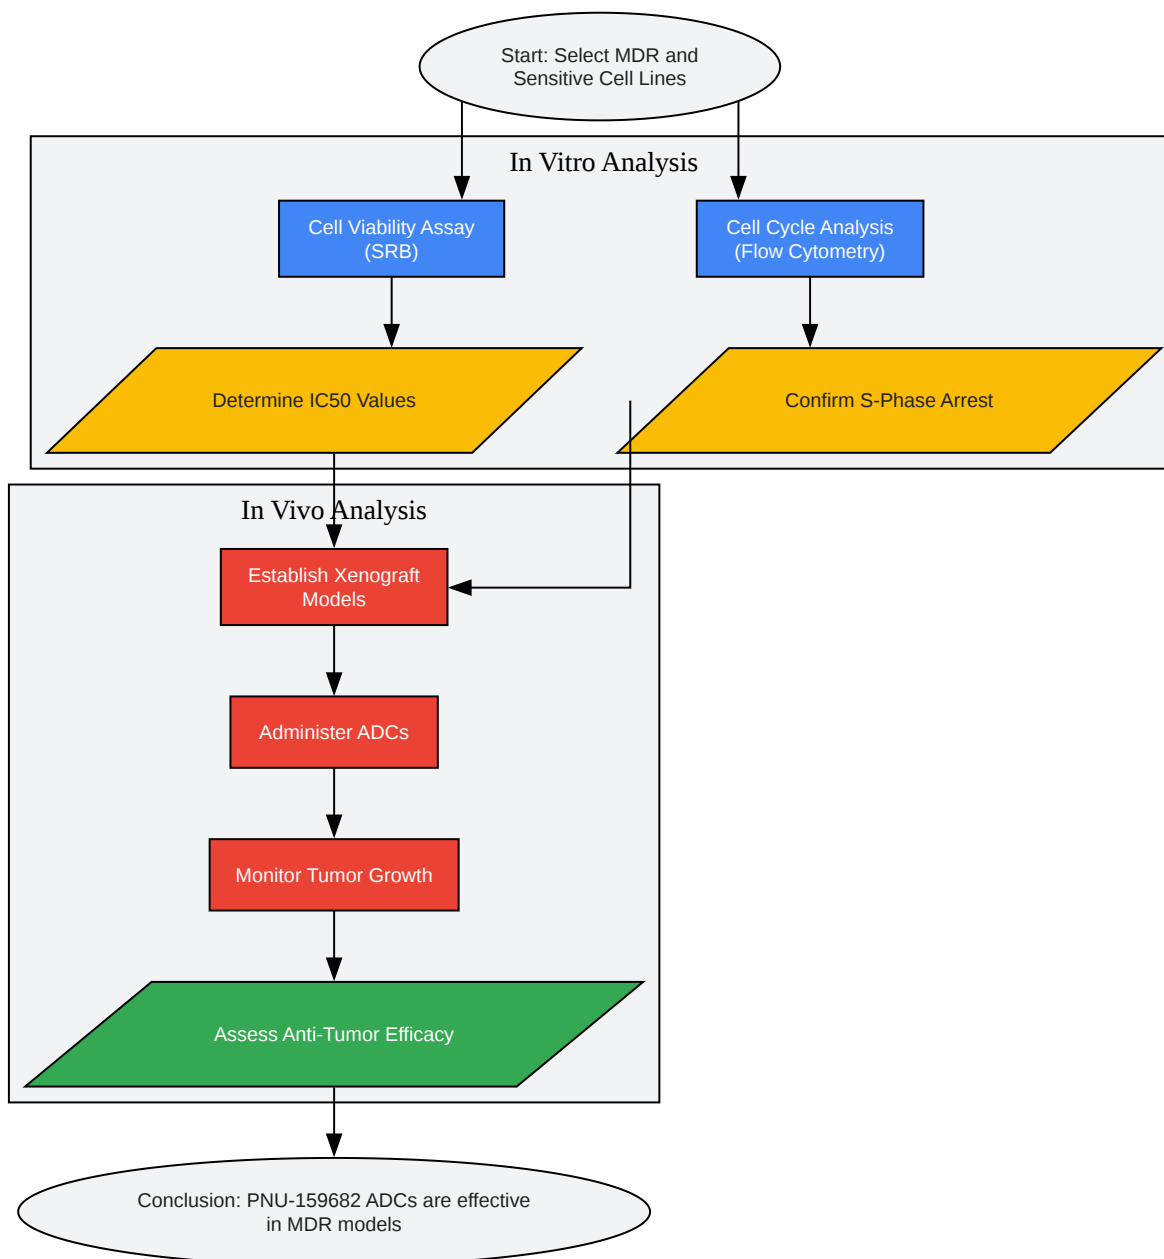 Start: Select MDR and
Sensitive Cell Lines
In Vitro Analysis
Cell Viability Assay
(SRB)
Cell Cycle Analysis
(Flow Cytometry)
Determine IC50 Values
Confirm S-Phase Arrest
In Vivo Analysis
Establish Xenograft
Models
Administer ADCs
Monitor Tumor Growth
Assess Anti-Tumor Efficacy
Conclusion: PNU-159682 ADCs are effective
in MDR models